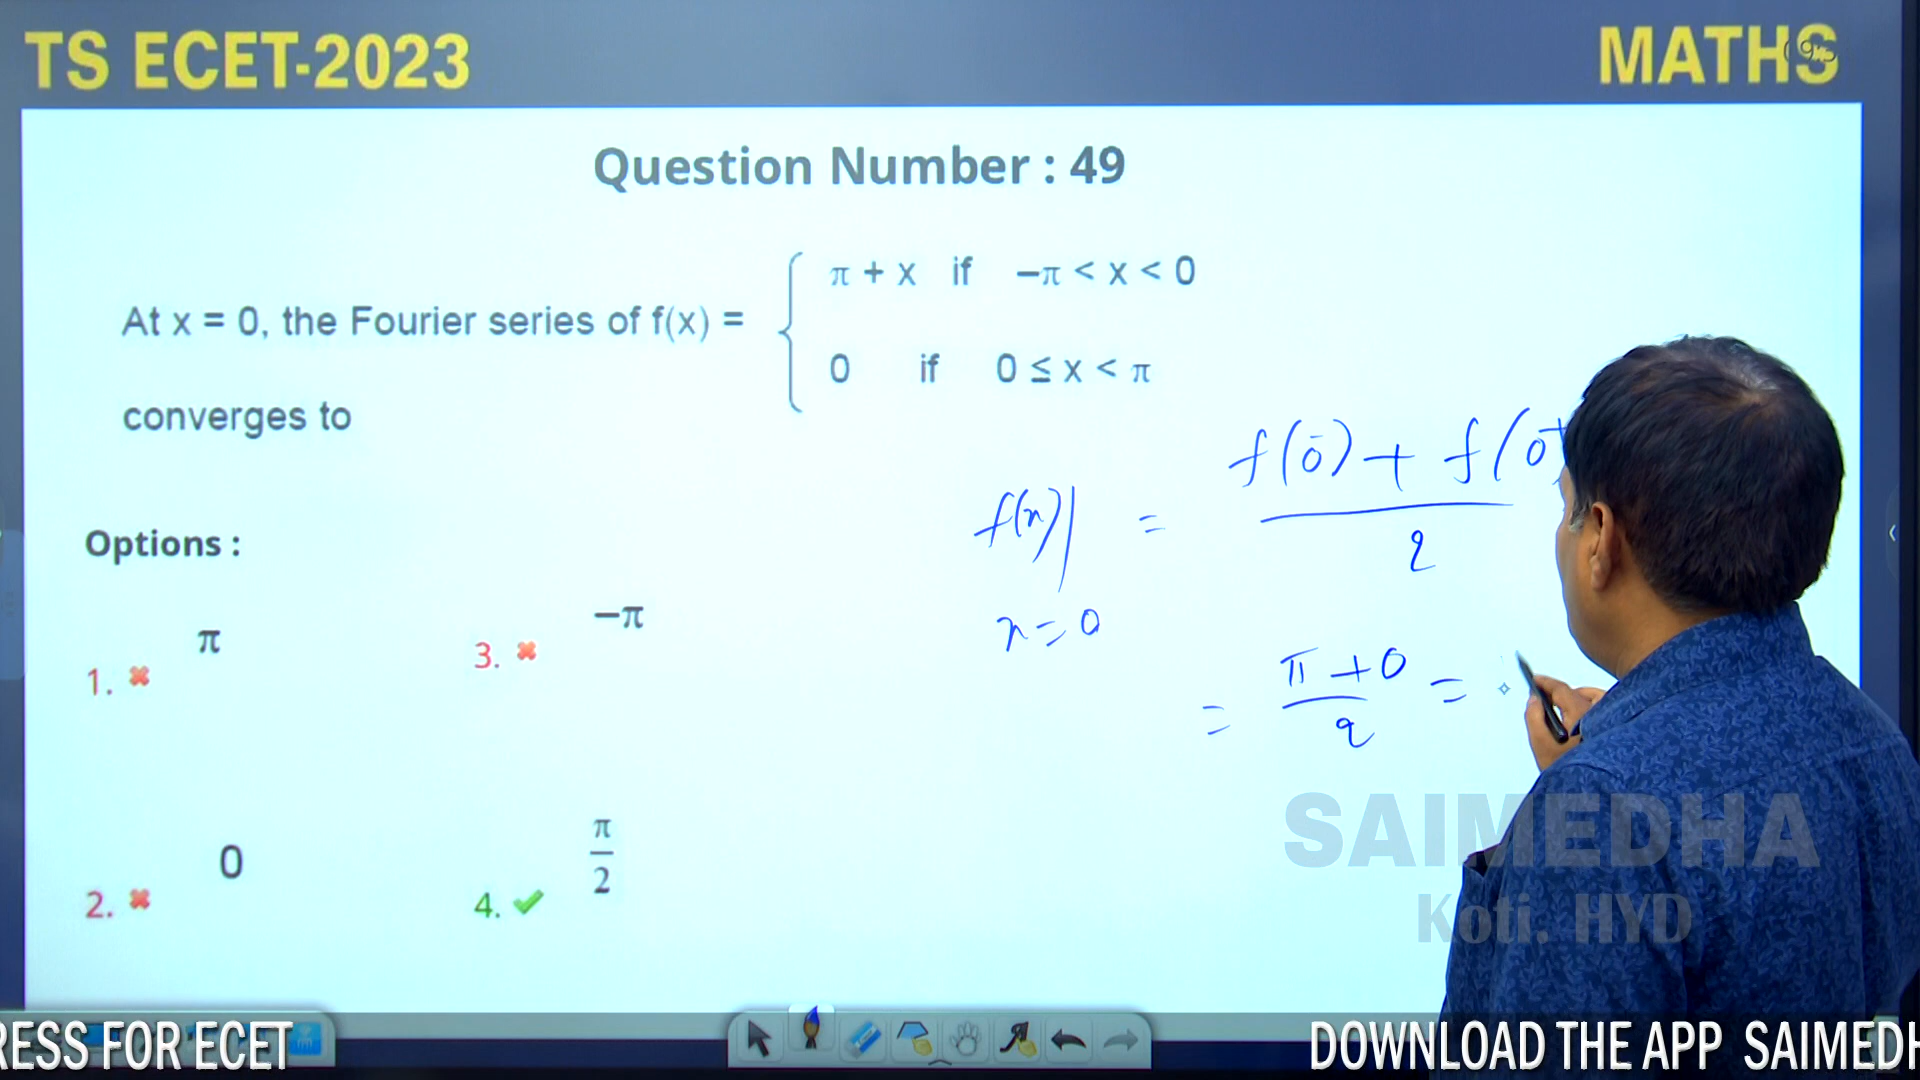 TS ECET-2023
MATHS
Question Number : 49
At x = 0, the Fourier series of f(x) =
π + x if −π < x < 0
0 if 0 ≤ x < π
converges to
f(x)| x=0 = f(0⁻) + f(0⁺ / 2
= π + 0 / 2 =
Options :
1. π
3. −π
2. 0
4. π/2
SAIMEDHA
Koti, HYD
RESS FOR ECET
DOWNLOAD THE APP SAIMEDH